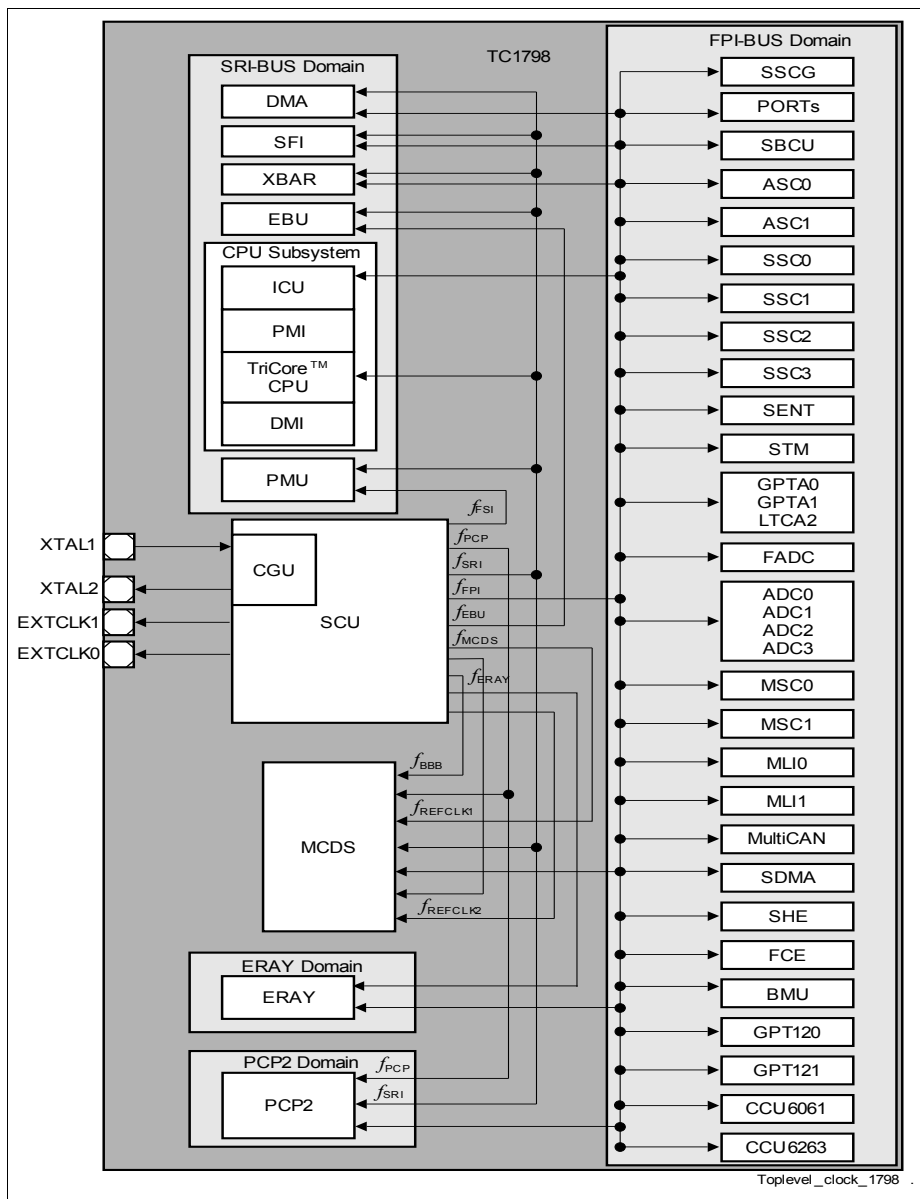 TC1798
FPI-BUS Domain
SRI-BUS Domain
SSCG
DMA
PORTs
SFI
SBCU
XBAR
ASC0
EBU
ASC1
CPU Subsystem
SSC0
ICU
SSC1
PMI
SSC2
TriCore™
CPU
SSC3
DMI
SENT
STM
PMU
GPTA0
GPTA1
LTCA2
fFSI
XTAL1
fPCP
CGU
fSRI
FADC
XTAL2
fFPI
ADC0
ADC1
ADC2
ADC3
EXTCLK1
SCU
fEBU
fMCDS
EXTCLK0
fERAY
MSC0
MSC1
fBBB
MLI0
fREFCLK1
MLI1
MCDS
MultiCAN
SDMA
fREFCLK2
SHE
ERAY Domain
FCE
ERAY
BMU
GPT120
PCP2 Domain
fPCP
GPT121
fSRI
PCP2
CCU6061
CCU6263
Toplevel_clock_1798 .